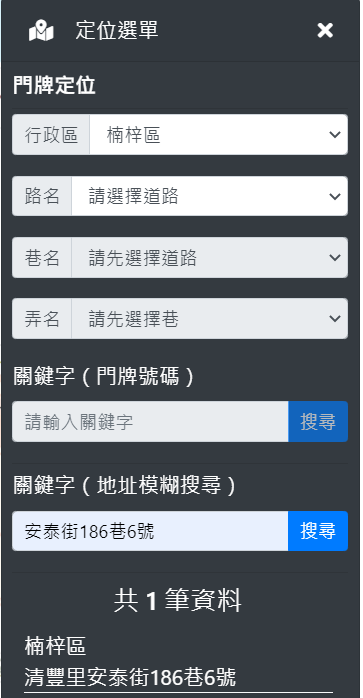 定位選單
門牌定位
行政區 楠梓區
路名 請選擇道路
巷名 請先選擇道路
弄名 請先選擇巷
關鍵字 ( 門牌號碼 )
請輸入關鍵字 搜尋
關鍵字 ( 地址模糊搜尋 )
安泰街186巷6號 搜尋
共 1 筆資料
楠梓區
清豐里安泰街186巷6號